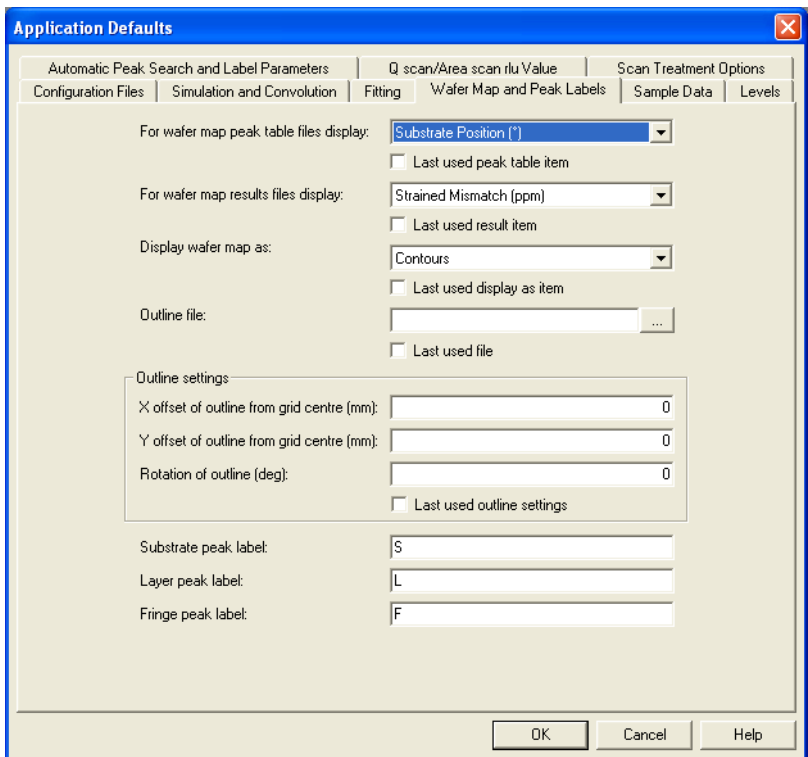 Application Defaults
Automatic Peak Search and Label Parameters
Q scan/Area scan rlu Value
Scan Treatment Options
Configuration Files
Simulation and Convolution
Fitting
Wafer Map and Peak Labels
Sample Data
Levels
For wafer map peak table files display:
Substrate Position (°)
Last used peak table item
For wafer map results files display:
Strained Mismatch (ppm)
Last used result item
Display wafer map as:
Contours
Last used display as item
Outline file:
...
Last used file
Outline settings
X offset of outline from grid centre (mm):
0
Y offset of outline from grid centre (mm):
0
Rotation of outline (deg):
0
Last used outline settings
Substrate peak label:
S
Layer peak label:
L
Fringe peak label:
F
OK
Cancel
Help